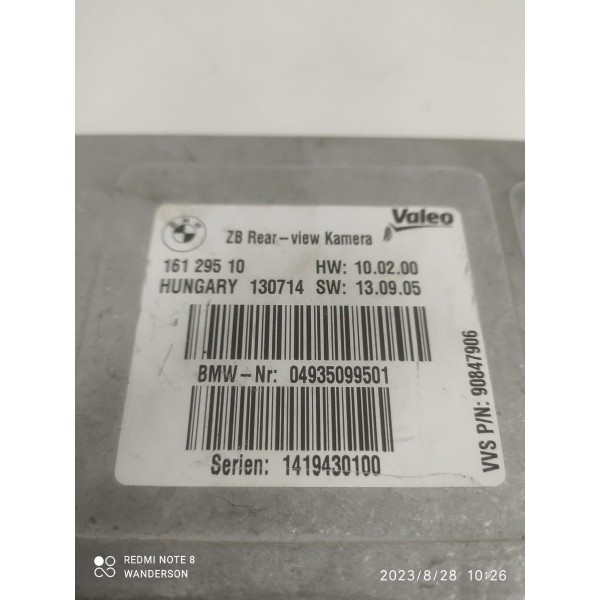 BMW
Valeo
ZB Rear-view Kamera
161 295 10 HW: 10.02.00
HUNGARY 130714 SW: 13.09.05
BMW-Nr: 04935099501
Serien: 1419430100
VVS P/N: 90847906
REDMI NOTE 8
WANDERSON
2023/8/28 10:26